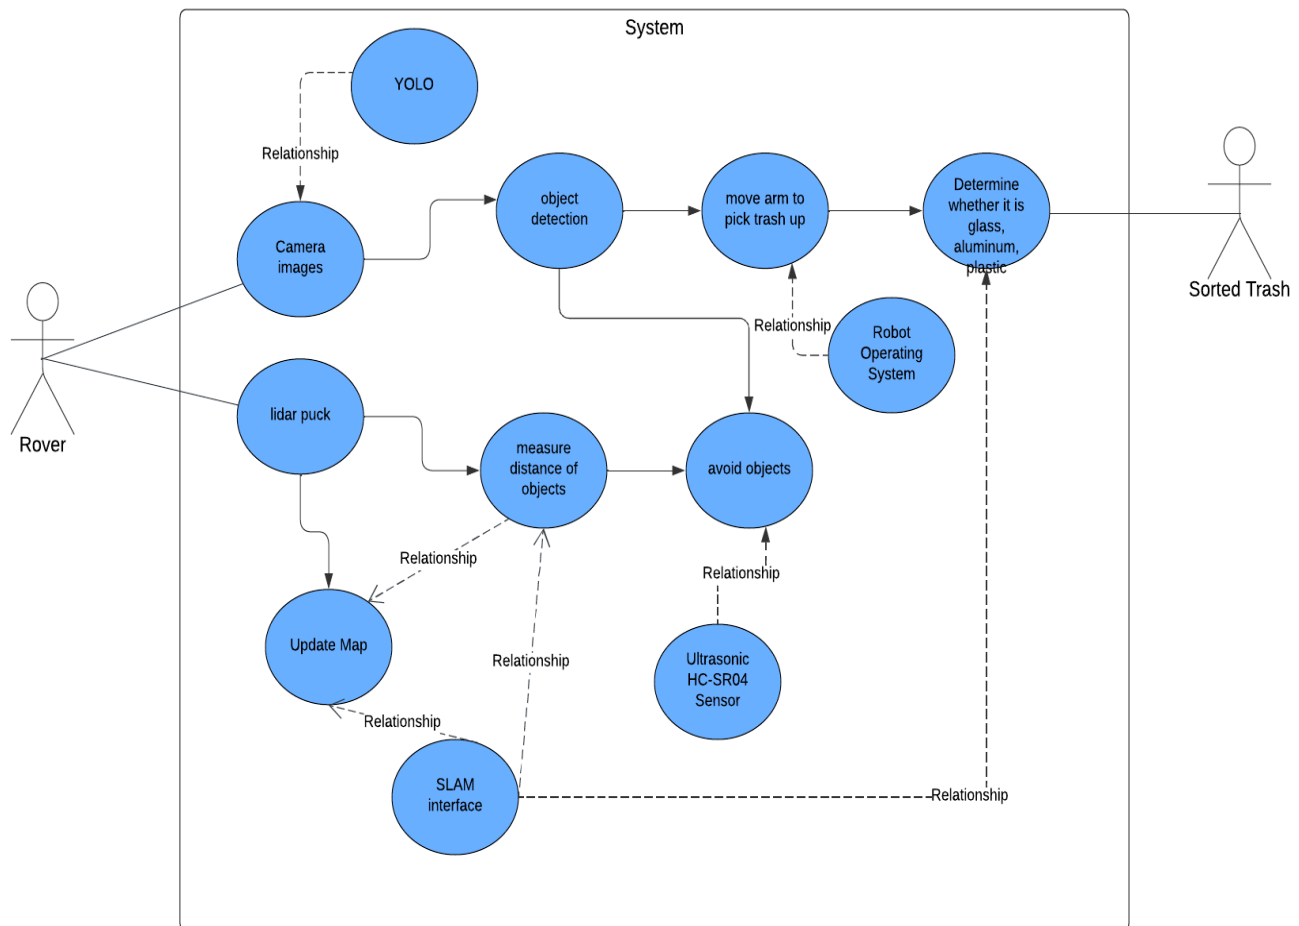 System
YOLO
Relationship
Camera
images
object
detection
move arm to
pick trash up
Determine
whether it is
glass,
aluminum,
plastic
Sorted Trash
Relationship
Robot
Operating
System
Rover
lidar puck
measure
distance of
objects
avoid objects
Relationship
Relationship
Update Map
Relationship
Ultrasonic
HC-SR04
Sensor
Relationship
SLAM
interface
Relationship